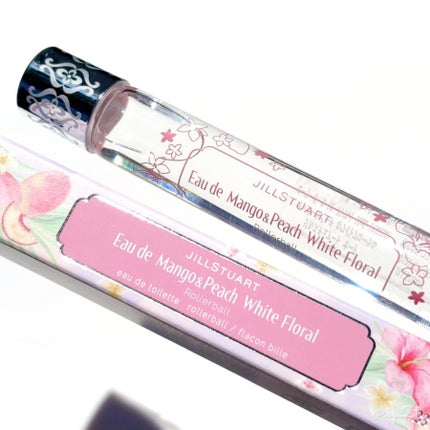 JILLSTUART
Eau de Mango&Peach White Floral
Rollerball
JILLSTUART
Eau de Mango&Peach White Floral
Rollerball
eau de toilette rollerball / flacon bille